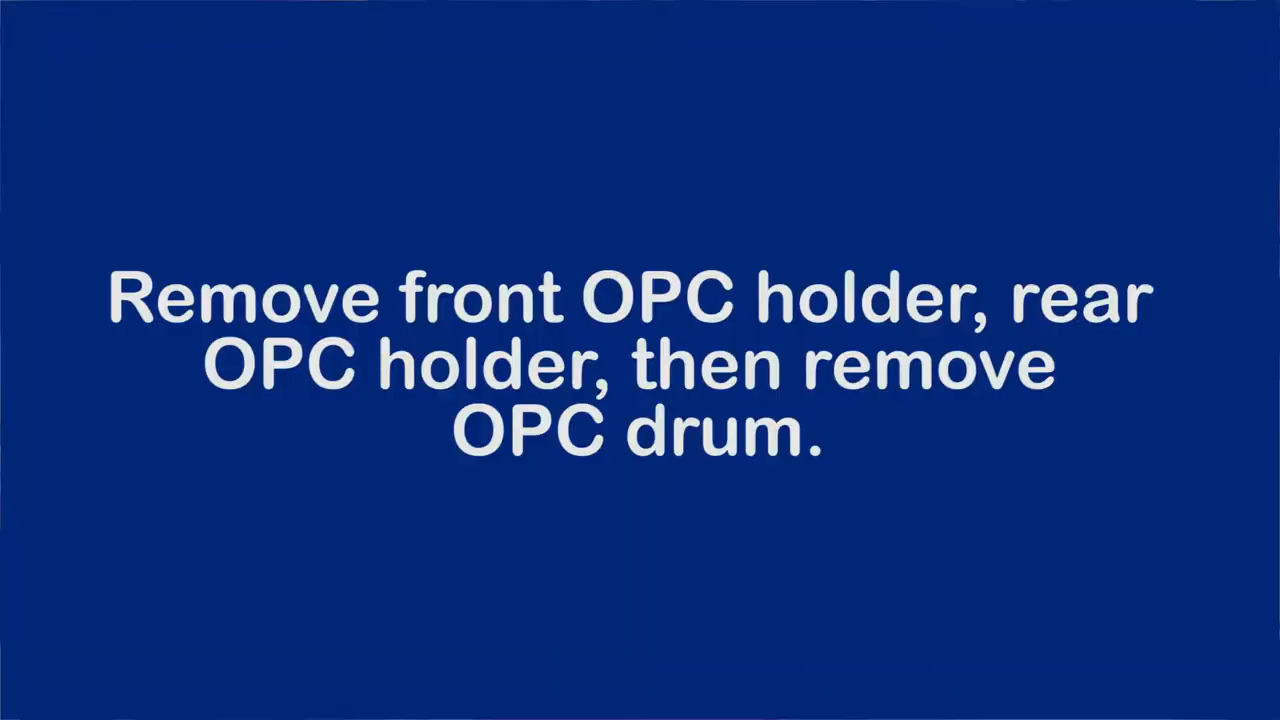 Remove front OPC holder, rear
OPC holder, then remove
OPC drum.